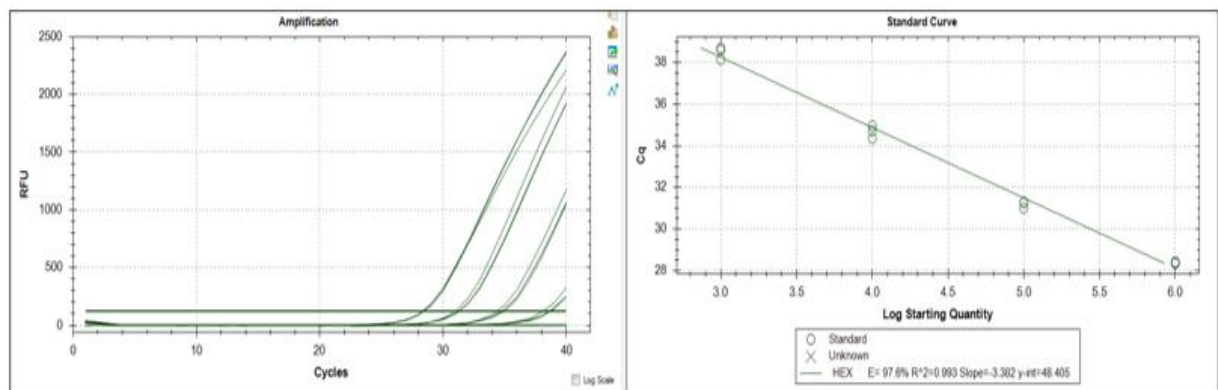 Amplification
2500
2000
1500
1000
500
0
RFU
0
10
20
30
40
Cycles
Log Scale
Standard Curve
38
36
34
32
30
28
Cq
3.0
3.5
4.0
4.5
5.0
5.5
6.0
Log Starting Quantity
Standard
Unknown
HEX E= 97.6% R^2=0.993 Slope=-3.382 y-int=48.405